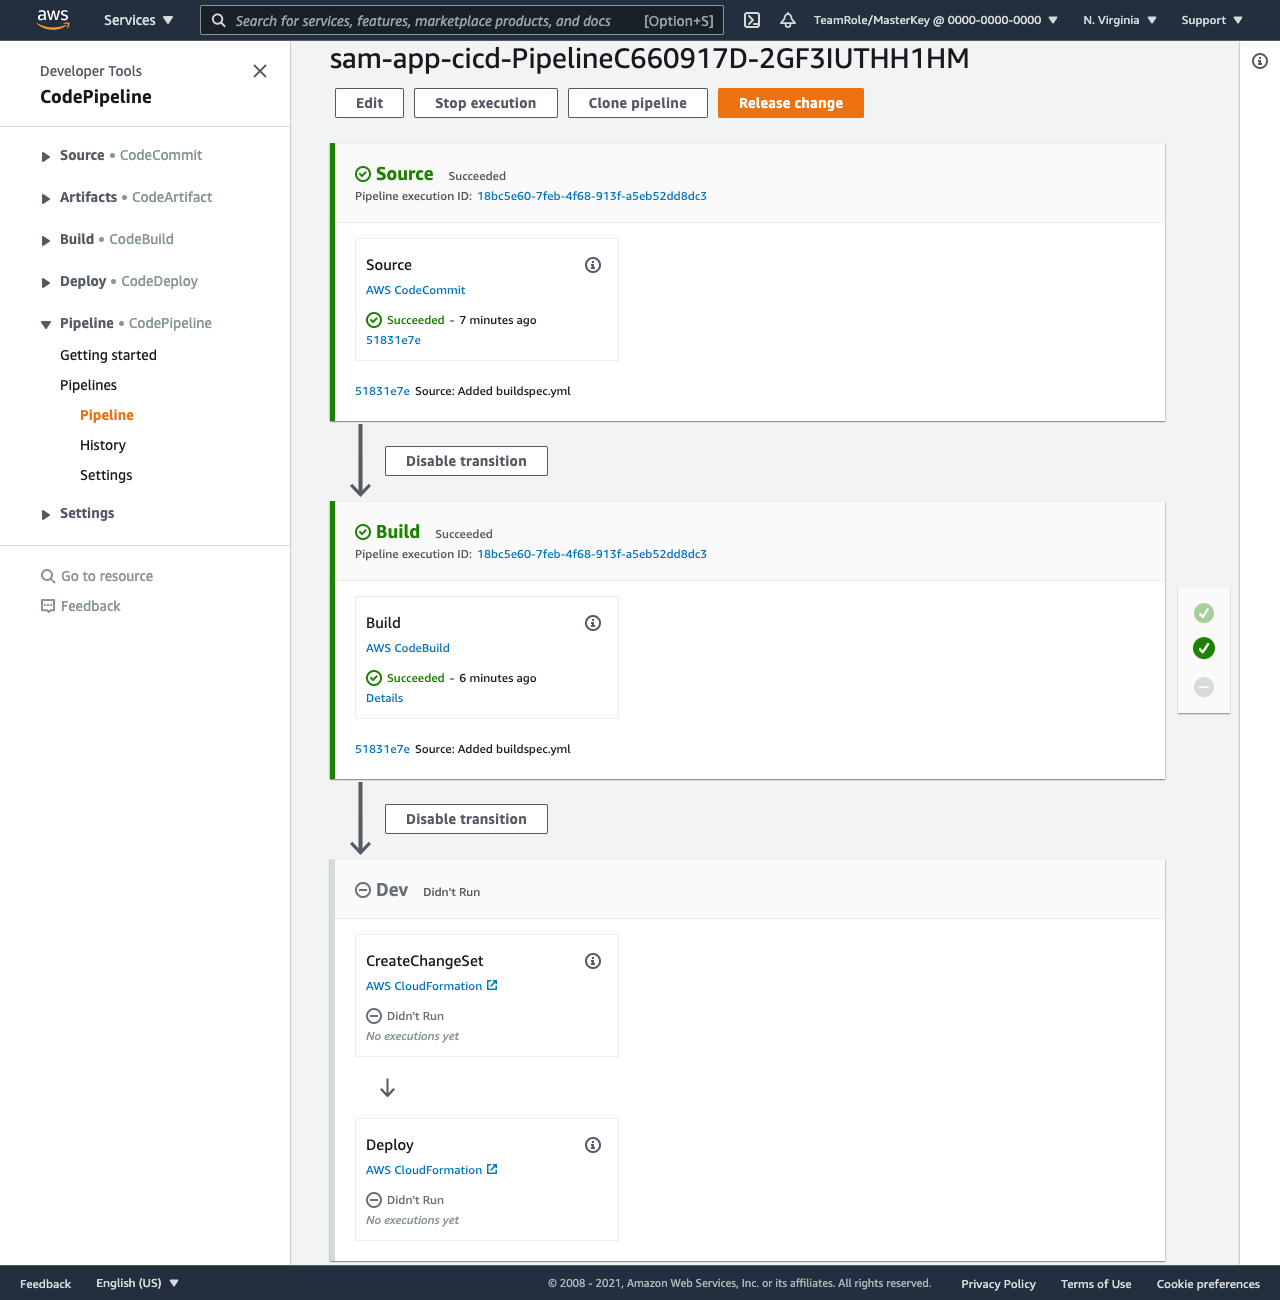 aws
Services ▼
Search for services, features, marketplace products, and docs [Option+S]
TeamRole/MasterKey @ 0000-0000-0000 ▼
N. Virginia ▼
Support ▼
Developer Tools
CodePipeline
Source • CodeCommit
Artifacts • CodeArtifact
Build • CodeBuild
Deploy • CodeDeploy
Pipeline • CodePipeline
Getting started
Pipelines
Pipeline
History
Settings
Settings
Go to resource
Feedback
sam-app-cicd-PipelineC660917D-2GF3IUTHH1HM
Edit
Stop execution
Clone pipeline
Release change
Source Succeeded
Pipeline execution ID: 18bc5e60-7feb-4f68-913f-a5eb52dd8dc3
Source
AWS CodeCommit
Succeeded - 7 minutes ago
51831e7e
51831e7e Source: Added buildspec.yml
Disable transition
Build Succeeded
Pipeline execution ID: 18bc5e60-7feb-4f68-913f-a5eb52dd8dc3
Build
AWS CodeBuild
Succeeded - 6 minutes ago
Details
51831e7e Source: Added buildspec.yml
Disable transition
Dev Didn't Run
CreateChangeSet
AWS CloudFormation
Didn't Run
No executions yet
Deploy
AWS CloudFormation
Didn't Run
No executions yet
Feedback
English (US) ▼
© 2008 - 2021, Amazon Web Services, Inc. or its affiliates. All rights reserved.
Privacy Policy
Terms of Use
Cookie preferences